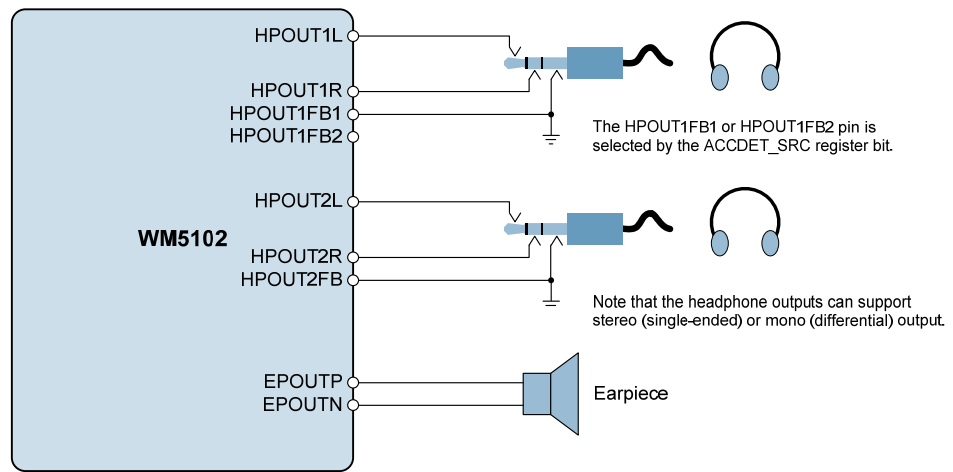 HPOUT1L
HPOUT1R
HPOUT1FB1
HPOUT1FB2
The HPOUT1FB1 or HPOUT1FB2 pin is
selected by the ACCDET_SRC register bit.
HPOUT2L
WM5102
HPOUT2R
HPOUT2FB
Note that the headphone outputs can support
stereo (single-ended) or mono (differential) output.
EPOUTP
EPOUTN
Earpiece